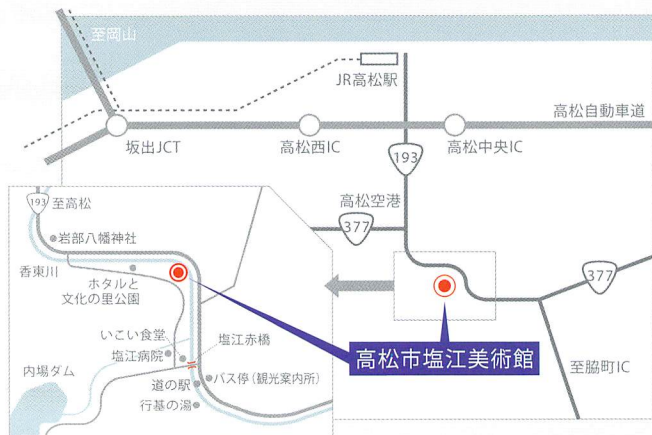 至岡山
JR高松駅
高松自動車道
坂出JCT
高松西IC
高松中央IC
193
高松空港
377
377
至脇町IC
高松市塩江美術館
193
至高松
岩部八幡神社
香東川
ホタルと
文化の里公園
いこい食堂
塩江病院
塩江赤橋
内場ダム
道の駅
バス停（観光案内所）
行基の湯